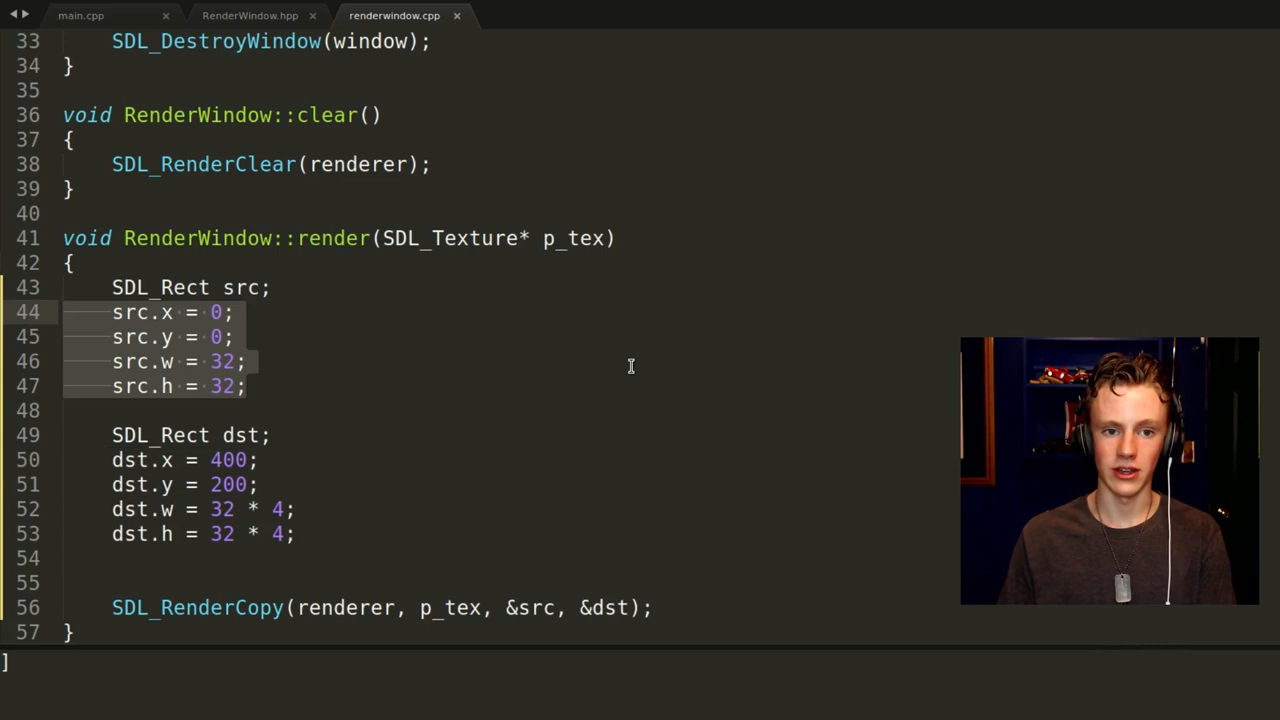 main.cpp × RenderWindow.hpp × renderwindow.cpp ×
33 SDL_DestroyWindow(window);
34 }
35
36 void RenderWindow::clear()
37 {
38 SDL_RenderClear(renderer);
39 }
40
41 void RenderWindow::render(SDL_Texture* p_tex)
42 {
43 SDL_Rect src;
44 src.x = 0;
45 src.y = 0;
46 src.w = 32;
47 src.h = 32;
48
49 SDL_Rect dst;
50 dst.x = 400;
51 dst.y = 200;
52 dst.w = 32 * 4;
53 dst.h = 32 * 4;
54
55
56 SDL_RenderCopy(renderer, p_tex, &src, &dst);
57 }
]